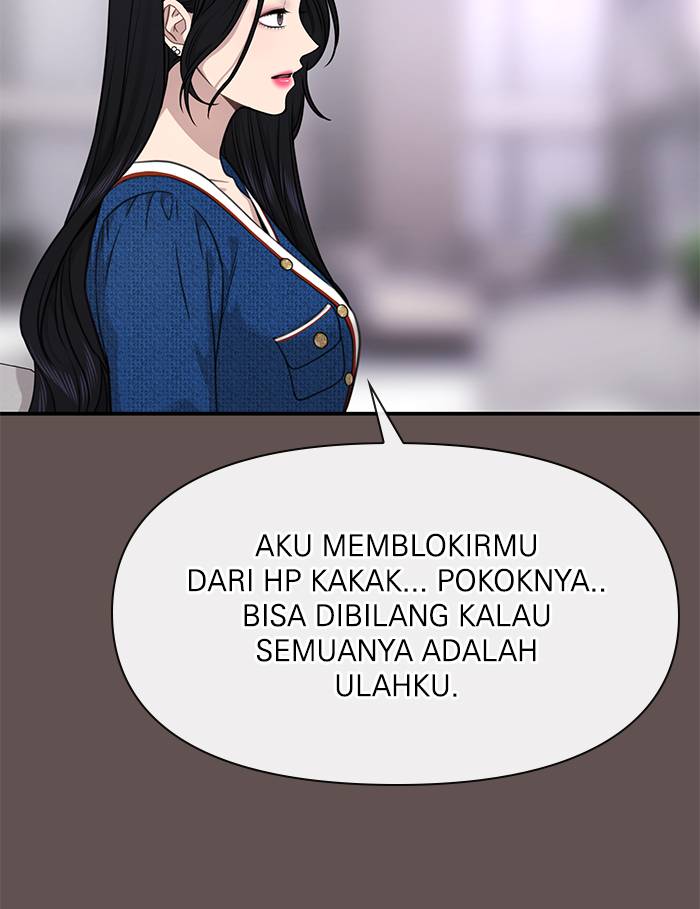 AKU MEMBLOKIRMU
DARI HP KAKAK... POKOKNYA..
BISA DIBILANG KALAU
SEMUANYA ADALAH
ULAHKU.